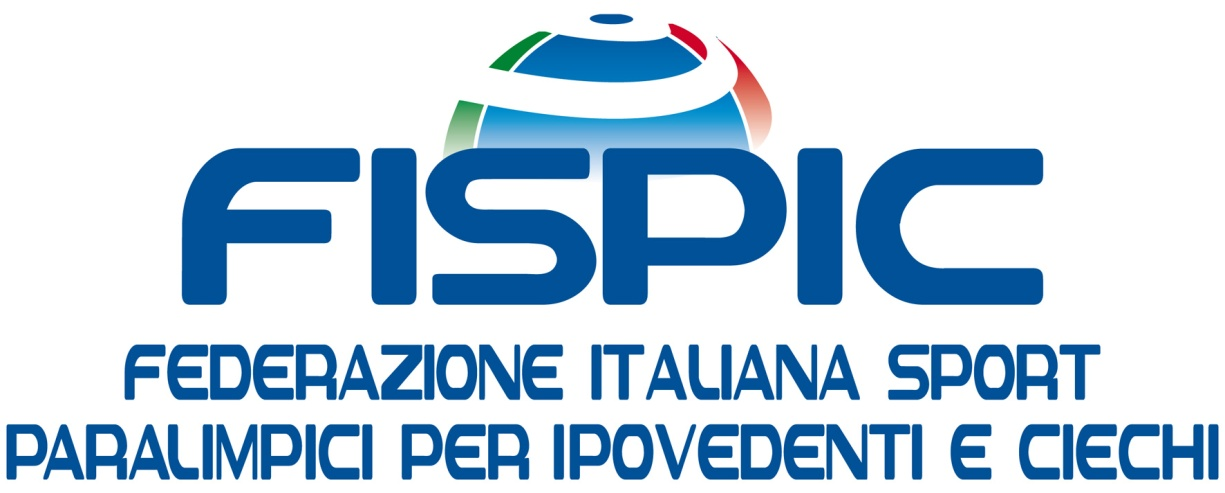 FISPIC
FEDERAZIONE ITALIANA SPORT
PARALIMPICI PER IPOVEDENTI E CIECHI